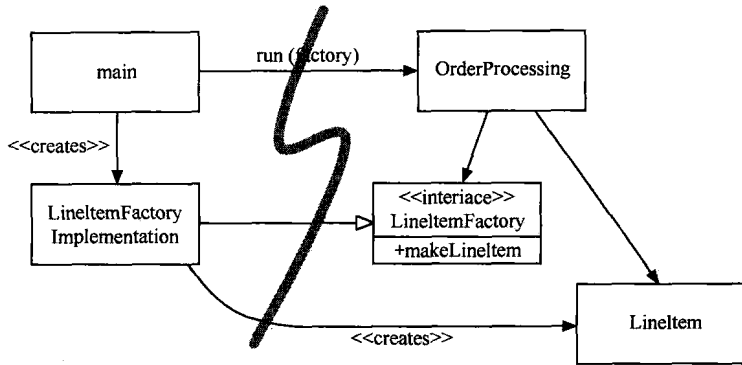 main
run (factory)
OrderProcessing
<<creates>>
LineItemFactory
Implementation
<<interiace>>
LineItemFactory
+makeLineItem
LineItem
<<creates>>